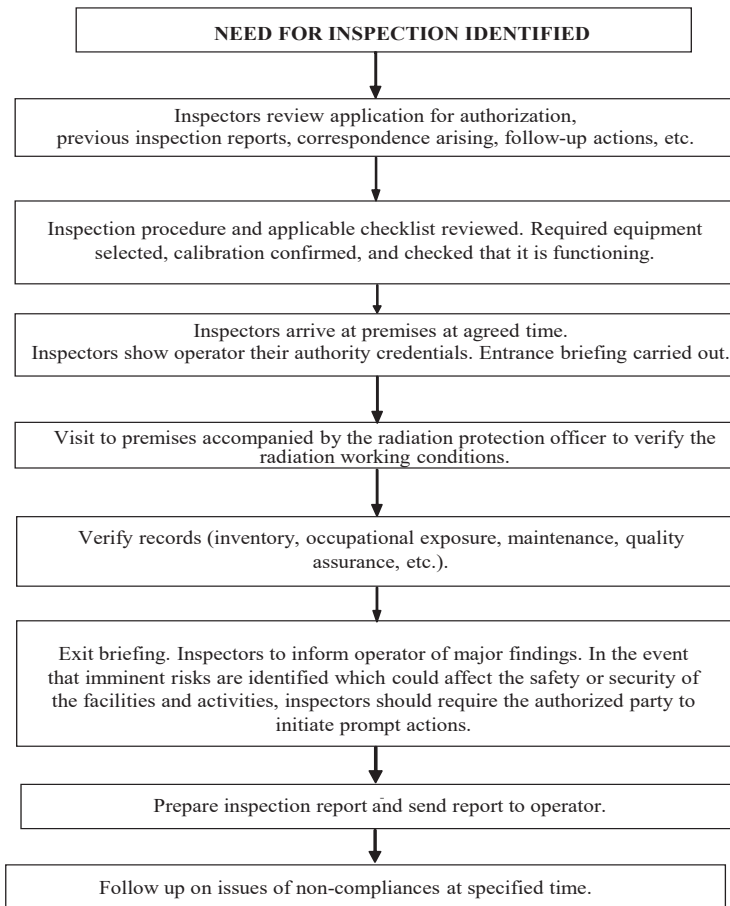 NEED FOR INSPECTION IDENTIFIED
Inspectors review application for authorization,
previous inspection reports, correspondence arising, follow-up actions, etc.
Inspection procedure and applicable checklist reviewed. Required equipment
selected, calibration confirmed, and checked that it is functioning.
Inspectors arrive at premises at agreed time.
Inspectors show operator their authority credentials. Entrance briefing carried out.
Visit to premises accompanied by the radiation protection officer to verify the
radiation working conditions.
Verify records (inventory, occupational exposure, maintenance, quality
assurance, etc.).
Exit briefing. Inspectors to inform operator of major findings. In the event
that imminent risks are identified which could affect the safety or security of
the facilities and activities, inspectors should require the authorized party to
initiate prompt actions.
Prepare inspection report and send report to operator.
Follow up on issues of non-compliances at specified time.